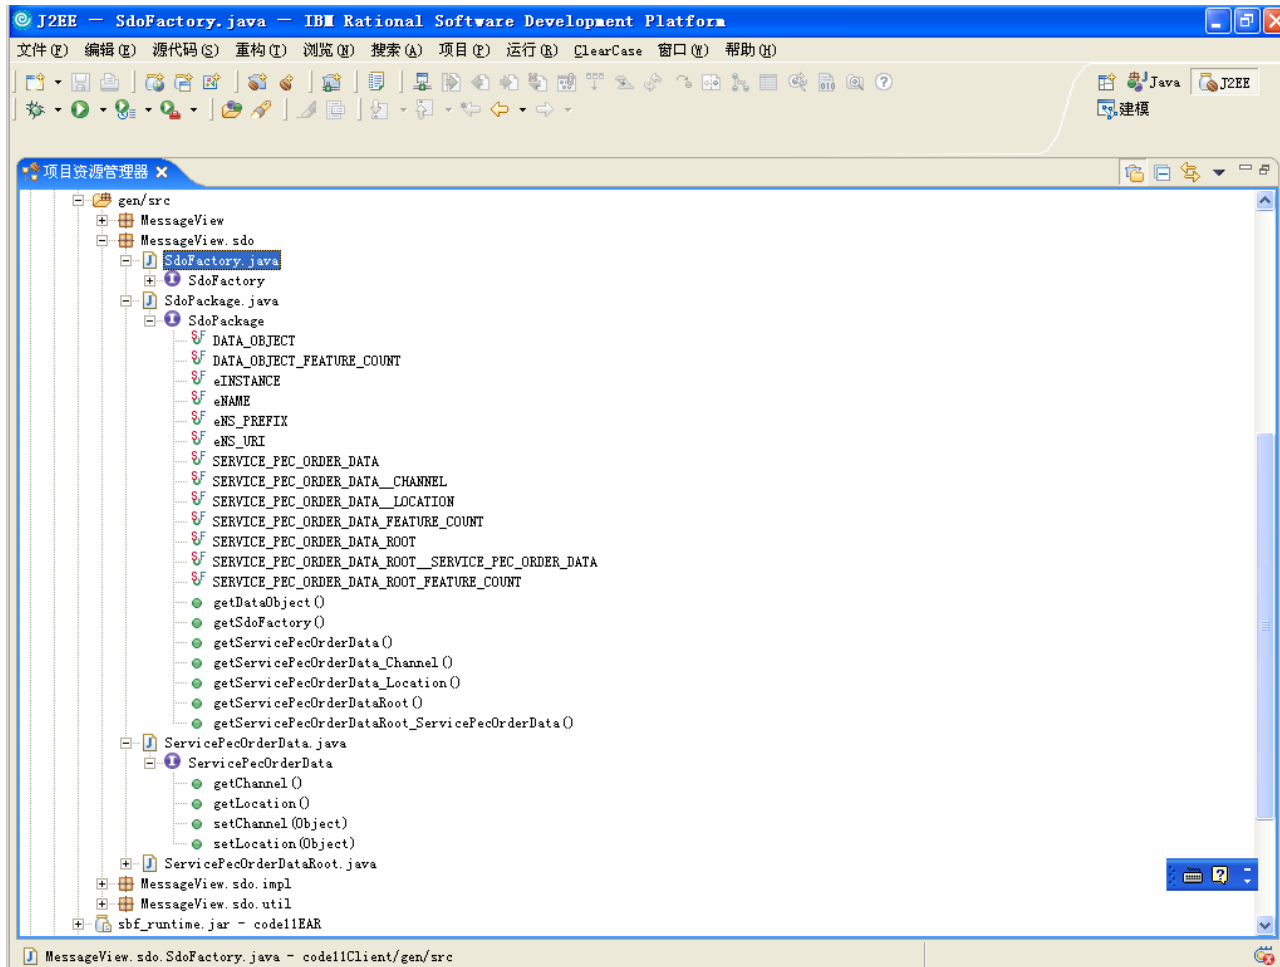 J2EE - SdoFactory.java - IBM Rational Software Development Platform
文件(F) 编辑(E) 源代码(S) 重构(T) 浏览(N) 搜索(A) 项目(P) 运行(R) ClearCase 窗口(W) 帮助(H)
Java J2EE
建模
项目资源管理器
gen/src
MessageView
MessageView.sdo
SdoFactory.java
SdoFactory
SdoPackage.java
SdoPackage
DATA_OBJECT
DATA_OBJECT_FEATURE_COUNT
eINSTANCE
eNAME
eNS_PREFIX
eNS_URI
SERVICE_PEC_ORDER_DATA
SERVICE_PEC_ORDER_DATA__CHANNEL
SERVICE_PEC_ORDER_DATA__LOCATION
SERVICE_PEC_ORDER_DATA_FEATURE_COUNT
SERVICE_PEC_ORDER_DATA_ROOT
SERVICE_PEC_ORDER_DATA_ROOT__SERVICE_PEC_ORDER_DATA
SERVICE_PEC_ORDER_DATA_ROOT_FEATURE_COUNT
getDataObject()
getSdoFactory()
getServicePecOrderData()
getServicePecOrderData_Channel()
getServicePecOrderData_Location()
getServicePecOrderDataRoot()
getServicePecOrderDataRoot_ServicePecOrderData()
ServicePecOrderData.java
ServicePecOrderData
getChannel()
getLocation()
setChannel(Object)
setLocation(Object)
ServicePecOrderDataRoot.java
MessageView.sdo.impl
MessageView.sdo.util
sbf_runtime.jar - code11EAR
MessageView.sdo.SdoFactory.java - code11Client/gen/src